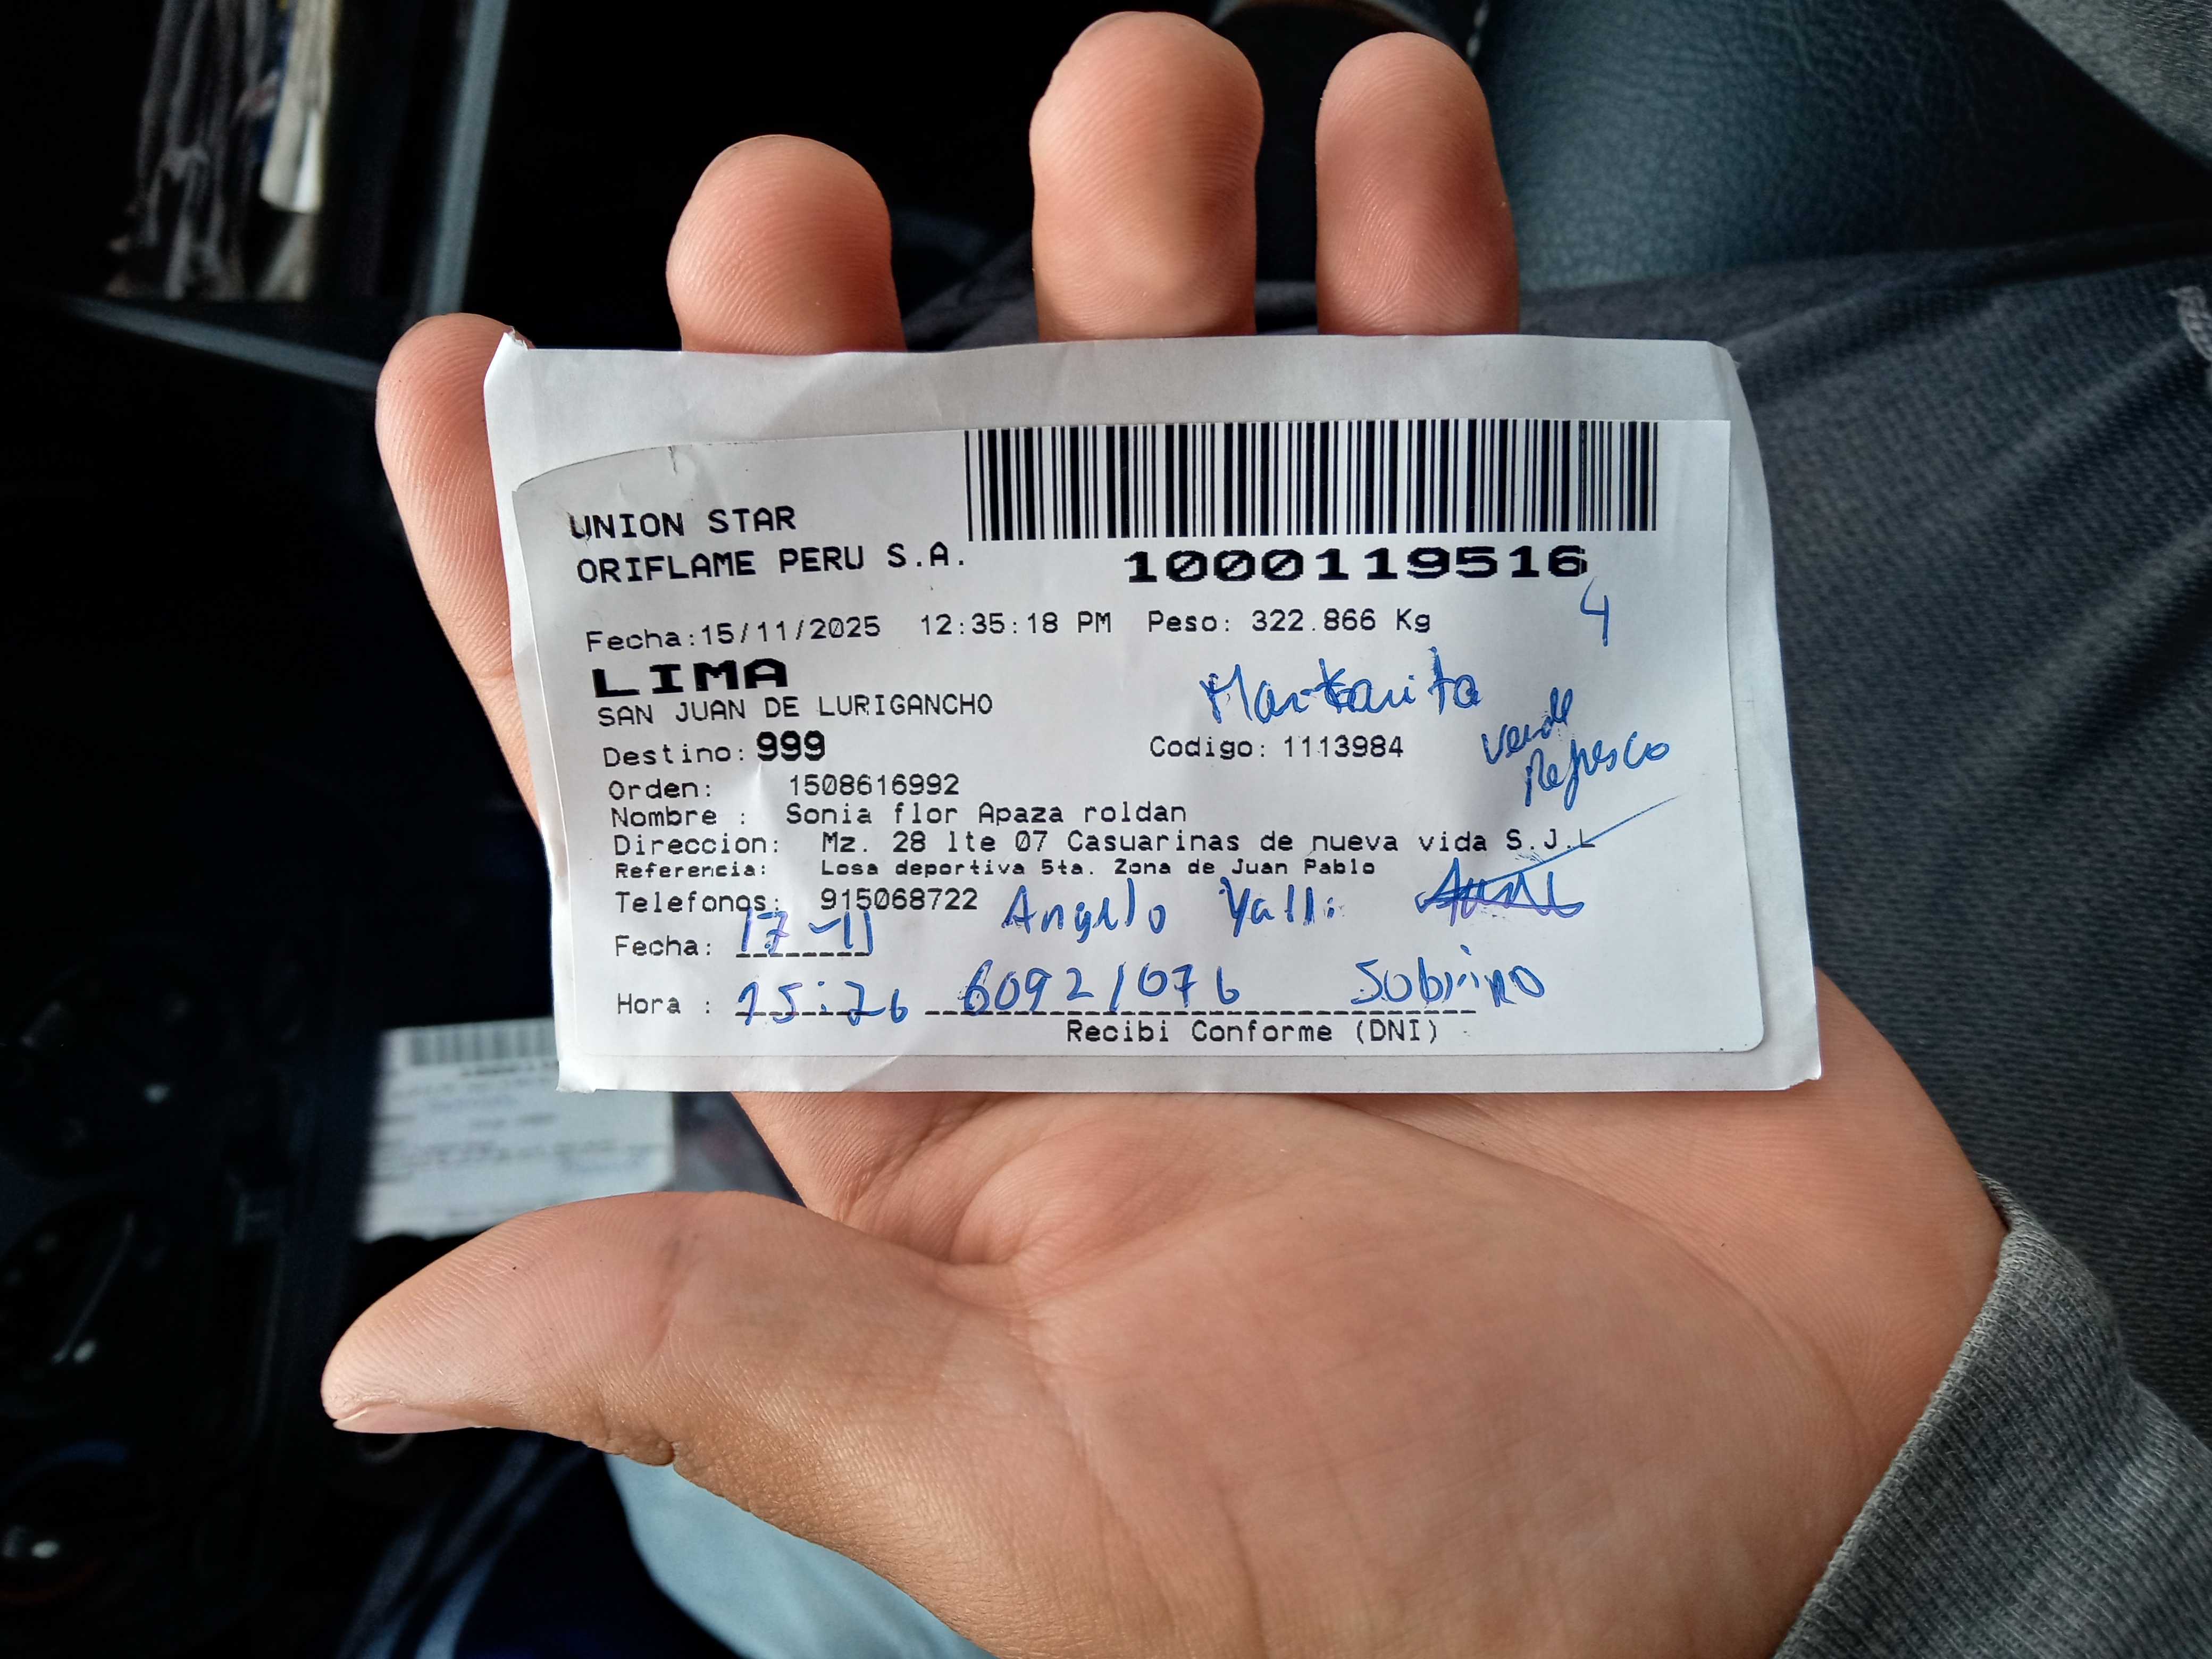 UNION STAR
ORIFLAME PERU S.A.
1000119516
4
Fecha:15/11/2025 12:35:18 PM Peso: 322.866 Kg
LIMA
SAN JUAN DE LURIGANCHO
Destino: 999
Codigo: 1113984
Vende
Refresco
Orden: 1508616992
Nombre : Sonia flor Apaza roldan
Direccion: Mz. 28 lte 07 Casuarinas de nueva vida S.J.L
Referencia: Losa deportiva 5ta. Zona de Juan Pablo
Telefonos: 915068722 Angelo Yalli
Fecha: 17-11
Hora : 15:26 60921076 Sobrino
Recibi Conforme (DNI)